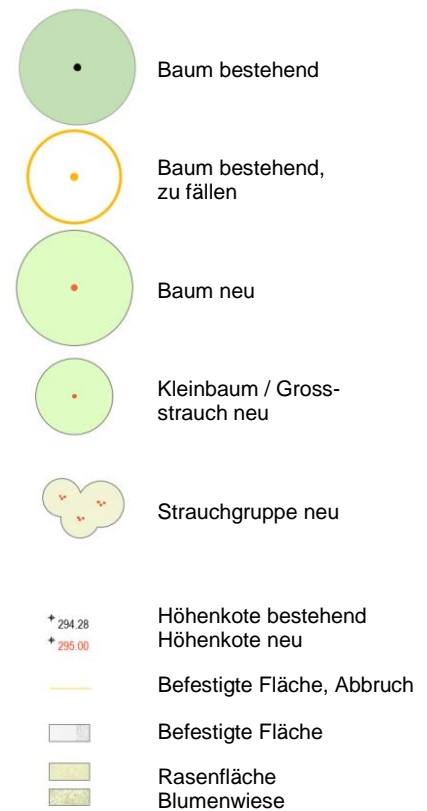 Baum bestehend
Baum bestehend,
zu fällen
Baum neu
Kleinbaum / Gross-
strauch neu
Strauchgruppe neu
294.28 Höhenkote bestehend
295.00 Höhenkote neu
Befestigte Fläche, Abbruch
Befestigte Fläche
Rasenfläche
Blumenwiese